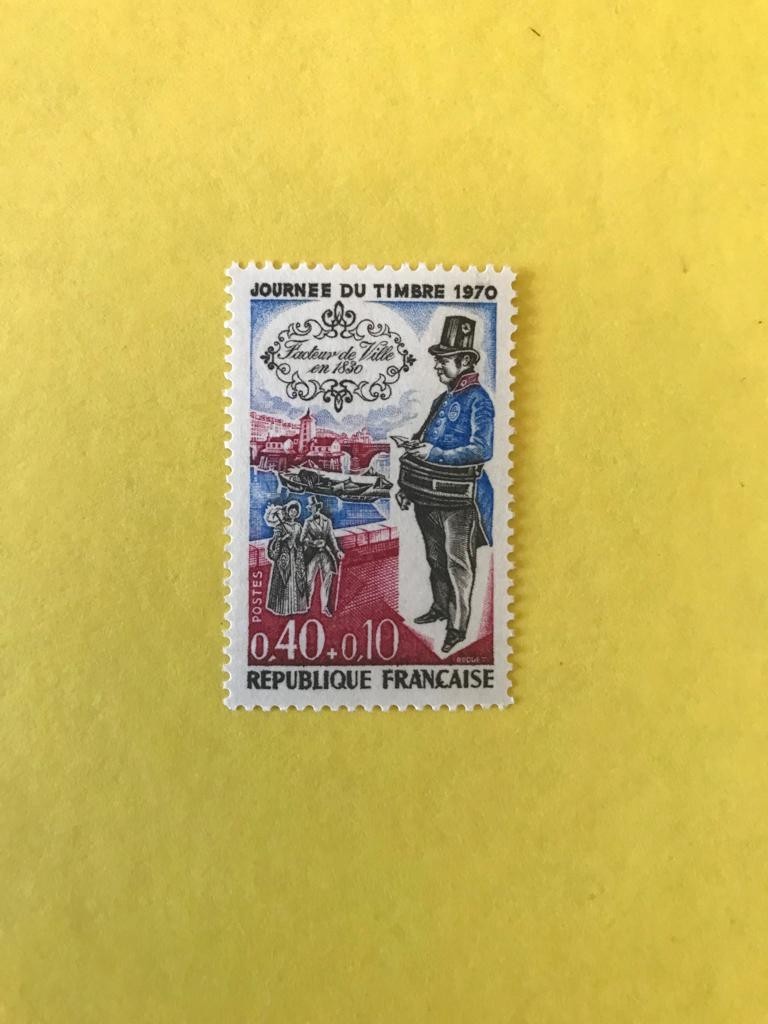 JOURNEE DU TIMBRE 1970
Facteur de Ville
en 1830
POSTES
0,40+0,10
REPUBLIQUE FRANÇAISE